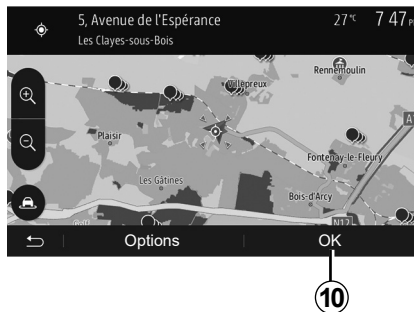 5, Avenue de l'Espérance
Les Clayes-sous-Bois
27°C
7 47 P
Rennemoulin
Villepreux
Plaisir
Fontenay-le-Fleury
Les Gâtines
Bois-d'Arcy
N12
Options
OK
10